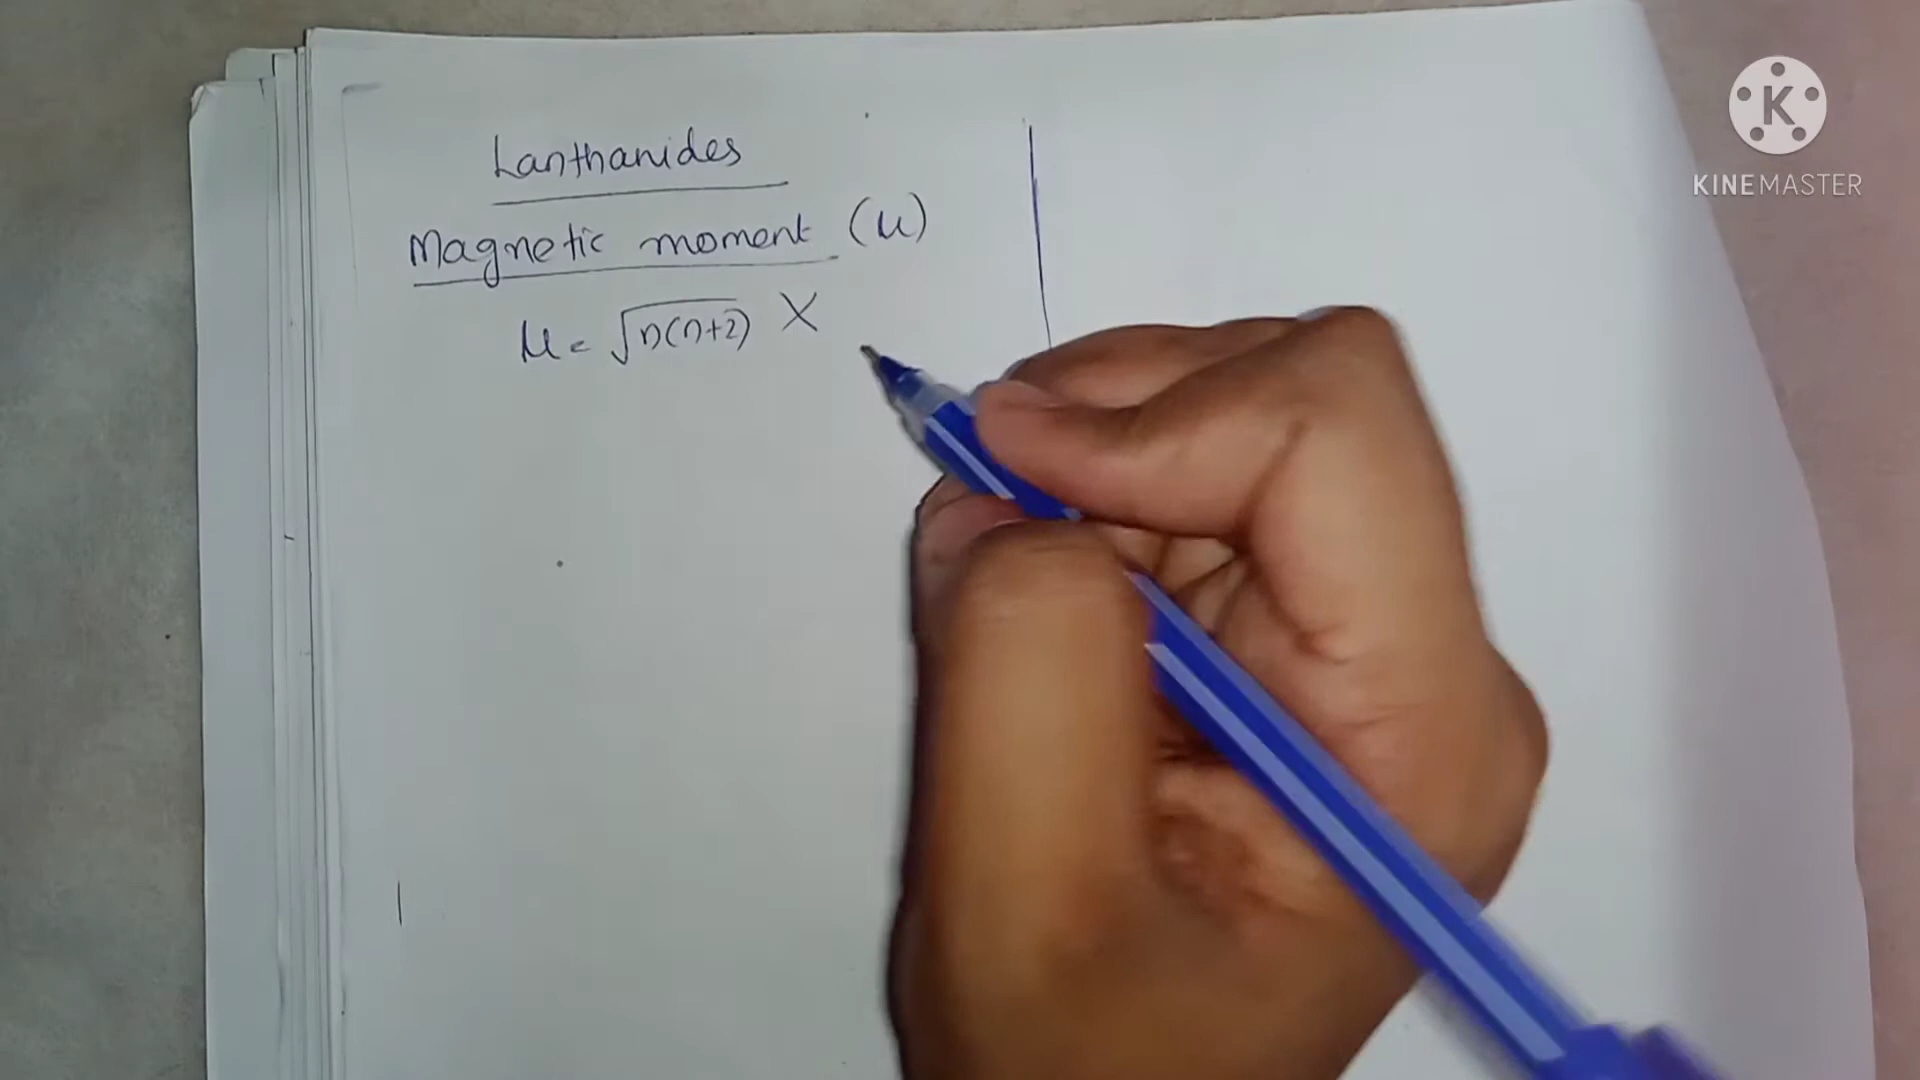 Lanthanides
Magnetic moment (μ)
μ = √n(n+2) X
K
KINEMASTER